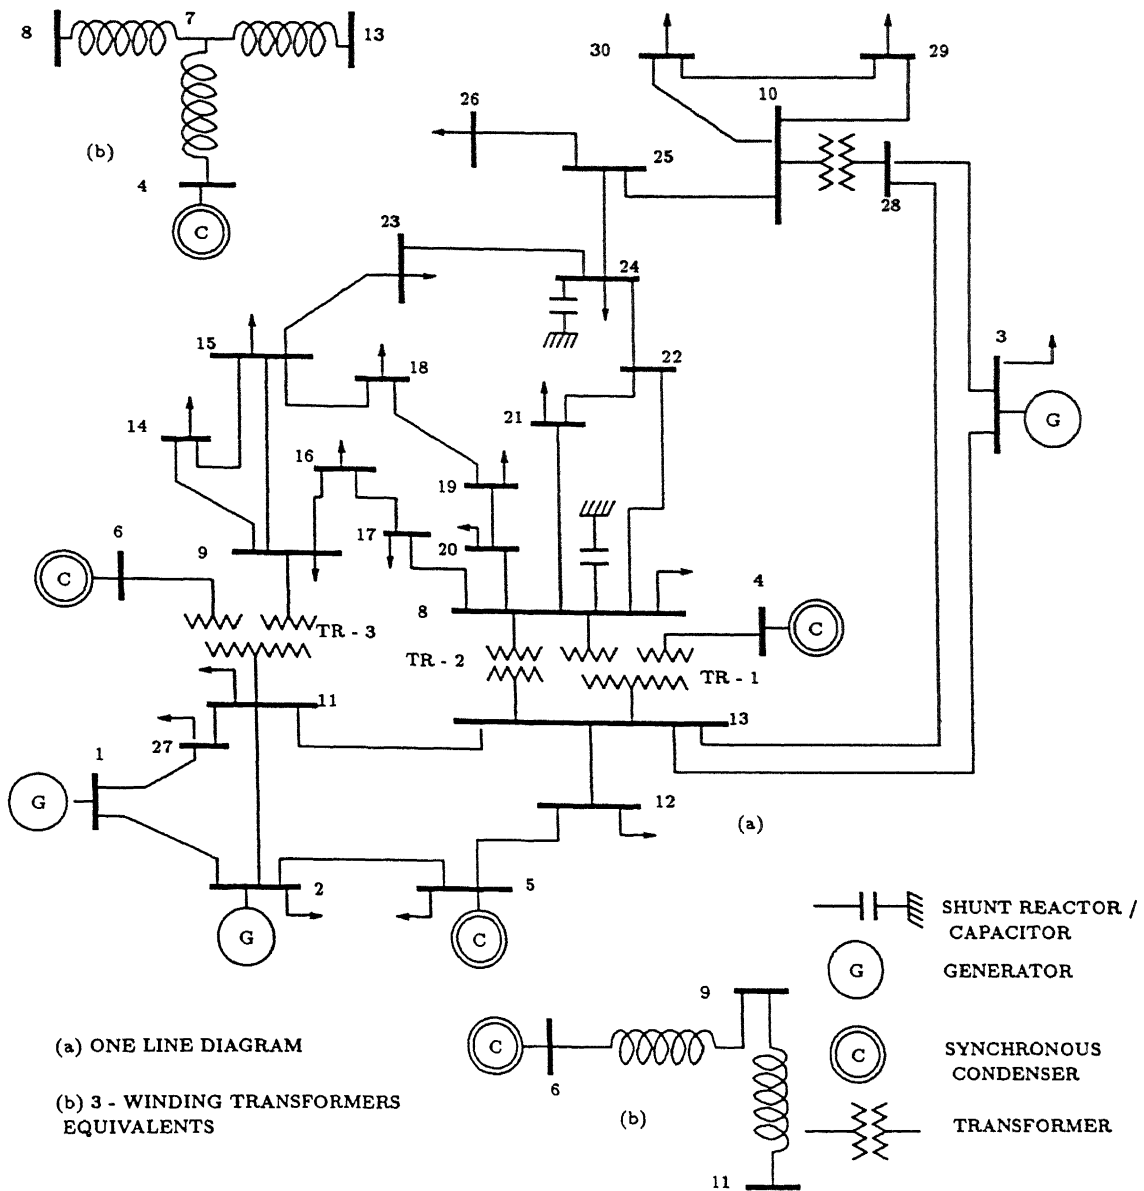 8
7
13
4
C
(b)
30
29
10
26
25
28
23
24
15
18
22
3
G
14
21
16
19
17
20
6
C
9
8
4
C
TR - 3
TR - 2
TR - 1
11
13
27
1
G
12
(a)
2
5
G
C
SHUNT REACTOR /
CAPACITOR
G
GENERATOR
9
C
6
(b)
11
C
SYNCHRONOUS
CONDENSER
TRANSFORMER
(a) ONE LINE DIAGRAM
(b) 3 - WINDING TRANSFORMERS
EQUIVALENTS